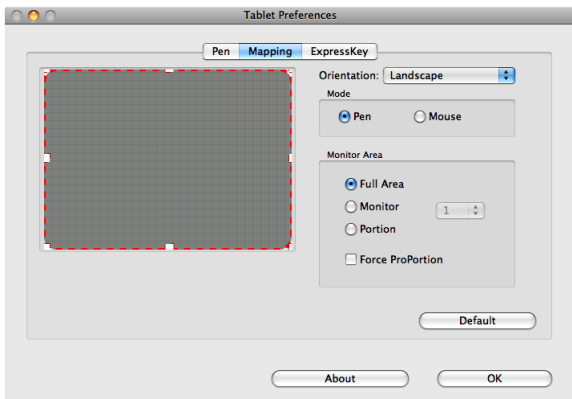 Tablet Preferences
Pen Mapping ExpressKey
Orientation: Landscape
Mode
Pen Mouse
Monitor Area
Full Area
Monitor 1
Portion
Force ProPortion
Default
About OK